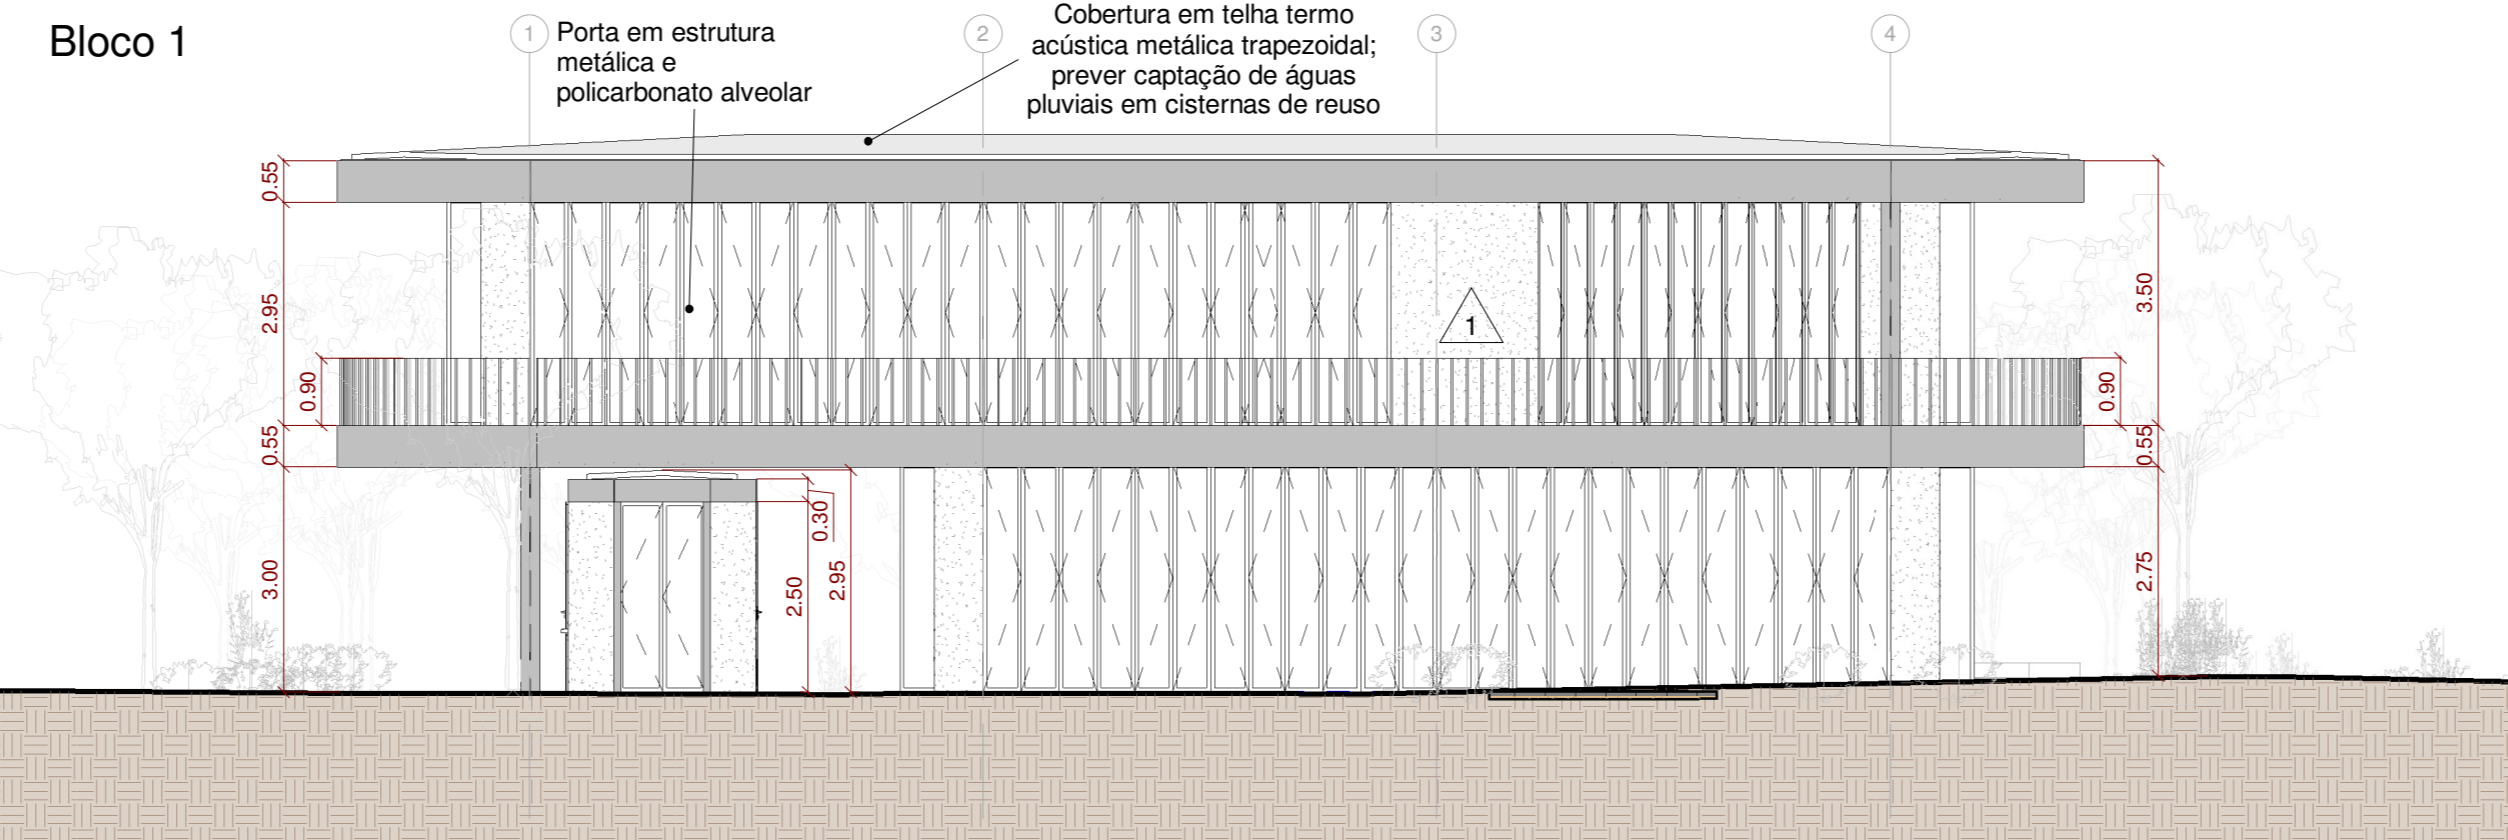 Bloco 1
1
Porta em estrutura
metálica e
policarbonato alveolar
2
Cobertura em telha termo
acústica metálica trapezoidal;
prever captação de águas
pluviais em cisternas de reuso
3
4
0.55
2.95
0.90
0.55
3.00
0.30
2.50
2.95
1
3.50
0.90
0.55
2.75